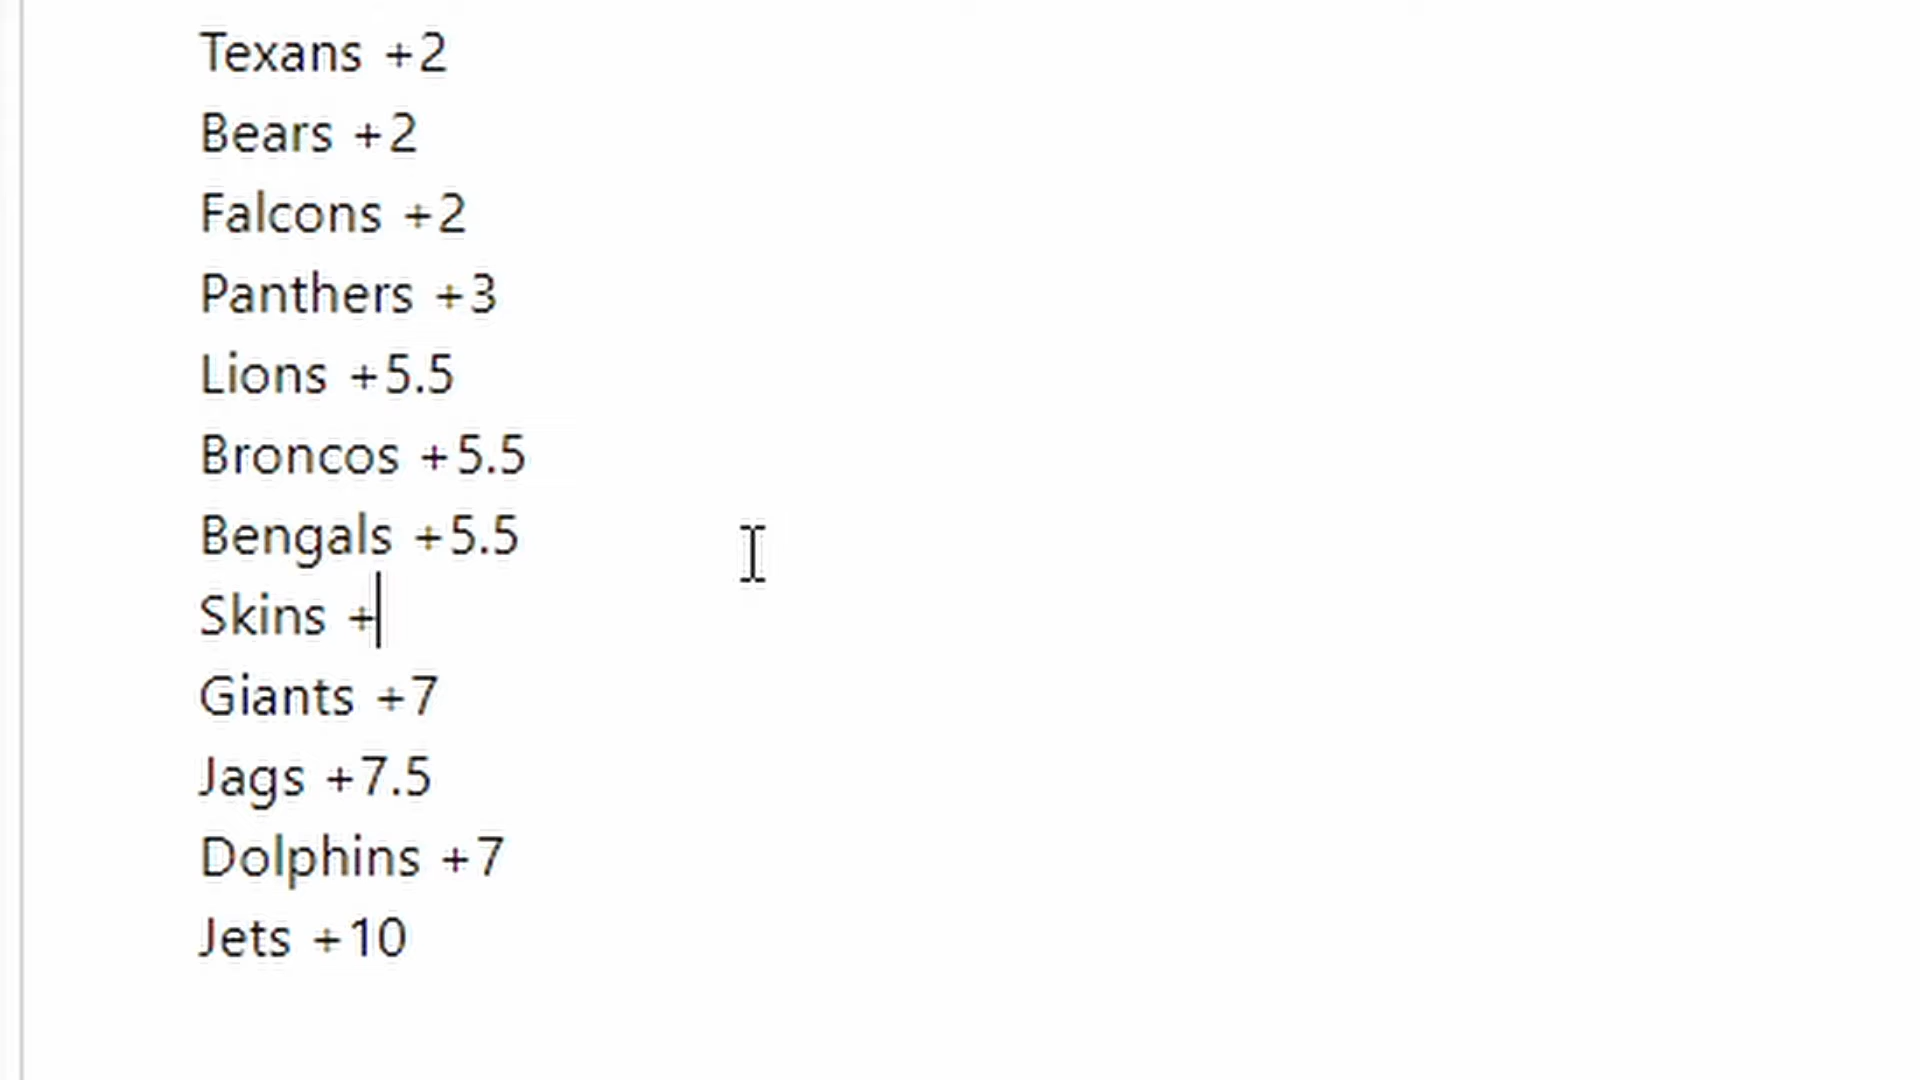 Texans +2
Bears +2
Falcons +2
Panthers +3
Lions +5.5
Broncos +5.5
Bengals +5.5
Skins +
Giants +7
Jags +7.5
Dolphins +7
Jets +10